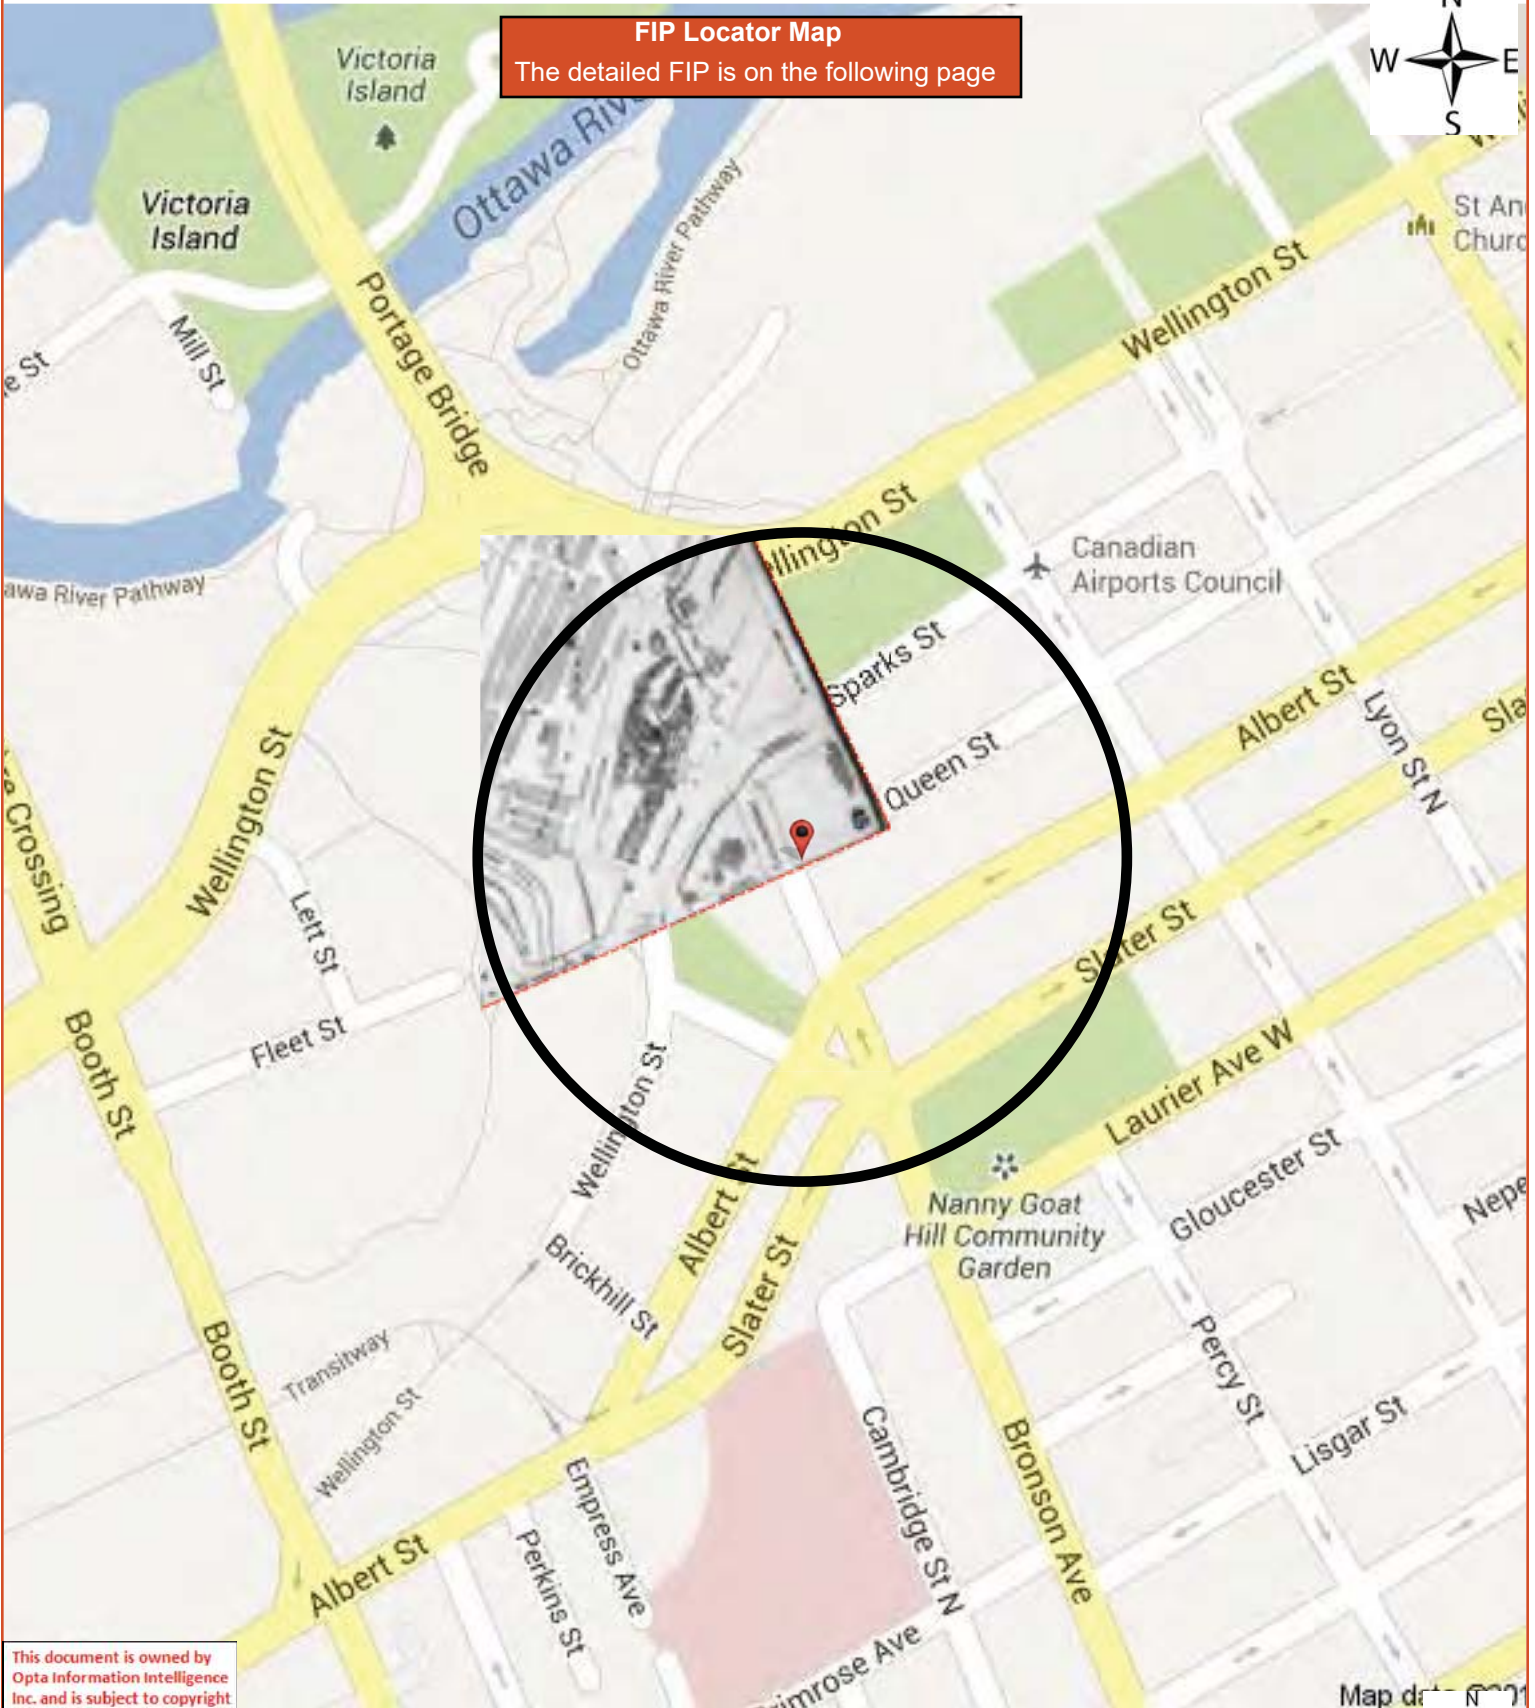 FIP Locator Map
The detailed FIP is on the following page
N
W E
S
Victoria
Island
Victoria
Island
Ottawa
Ottawa River Pathway
Portage Bridge
Mill St
St
Wellington St
Wellington St
Canadian
Airports Council
River Pathway
Sparks St
Queen St
Albert St
Lyon St N
Crossing
Wellington St
Lett St
Fleet St
Slater St
Booth St
Laurier Ave W
Wellington St
Gloucester St
Nanny Goat
Hill Community
Garden
Albert St
Slater St
Brickhill St
Booth St
Transitway
Wellington St
Percy St
Lisgar St
Cambridge St N
Bronson Ave
Empress Ave
Perkins St
Albert St
Ave
This document is owned by
Opta Information Intelligence
Inc. and is subject to copyright
Map
N